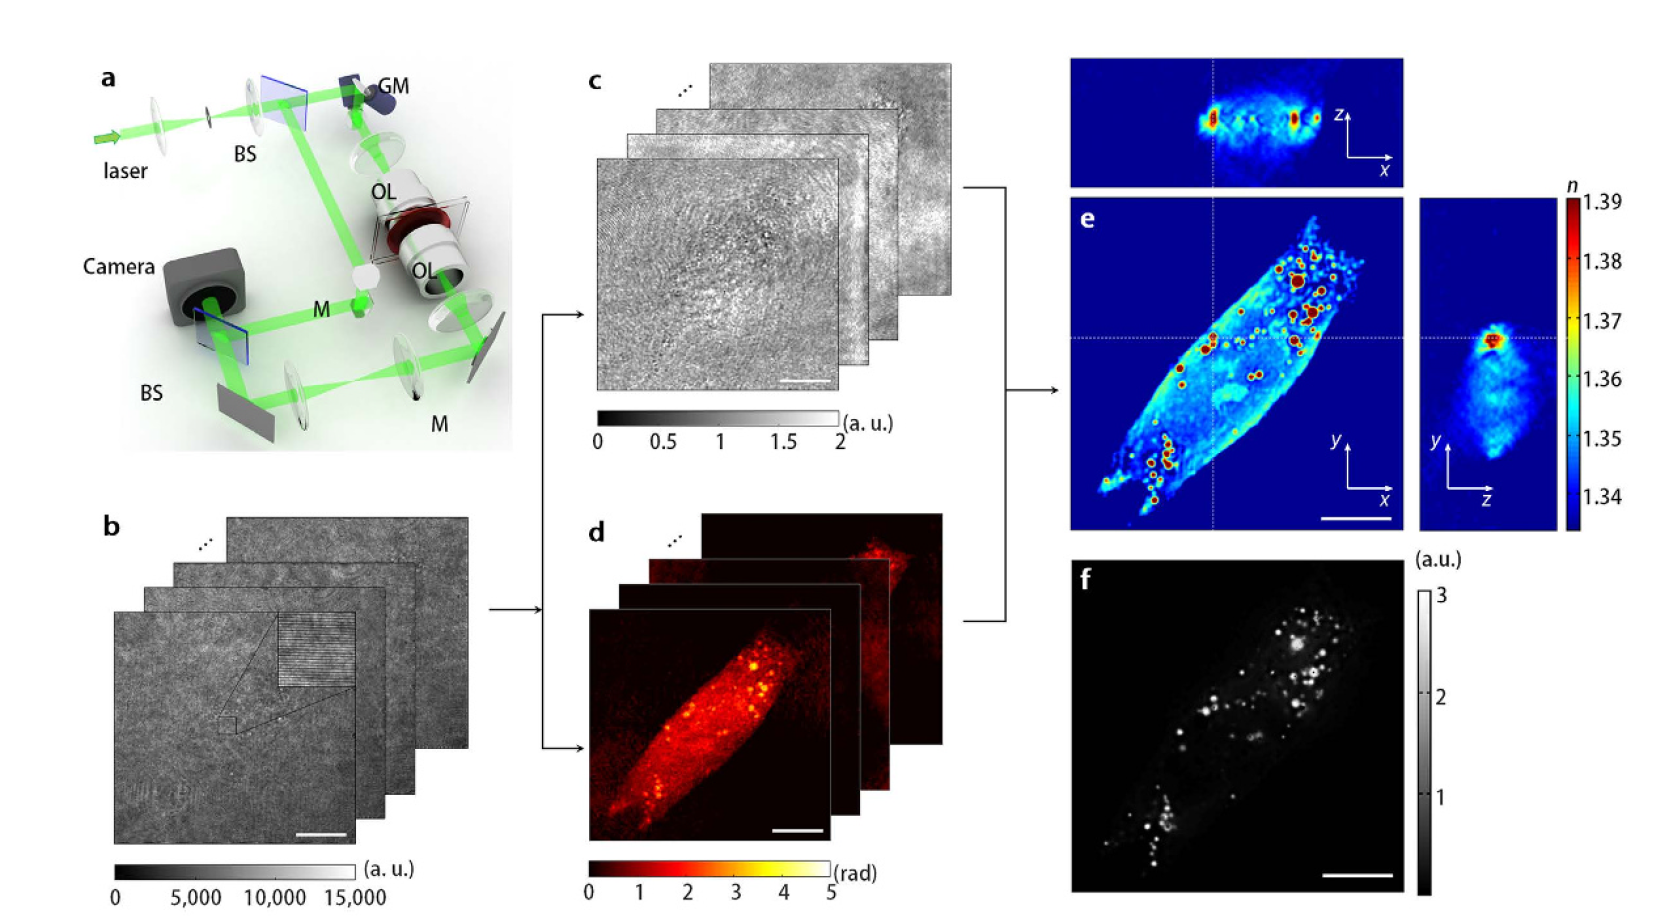 a
GM
laser
BS
OL
Camera
OL
M
BS
M
b
(a. u.)
0 5,000 10,000 15,000
c
(a. u.)
0 0.5 1 1.5 2
d
(rad)
0 1 2 3 4 5
z
x
e
y
x
y
z
n
1.39
1.38
1.37
1.36
1.35
1.34
f
(a.u.)
3
2
1